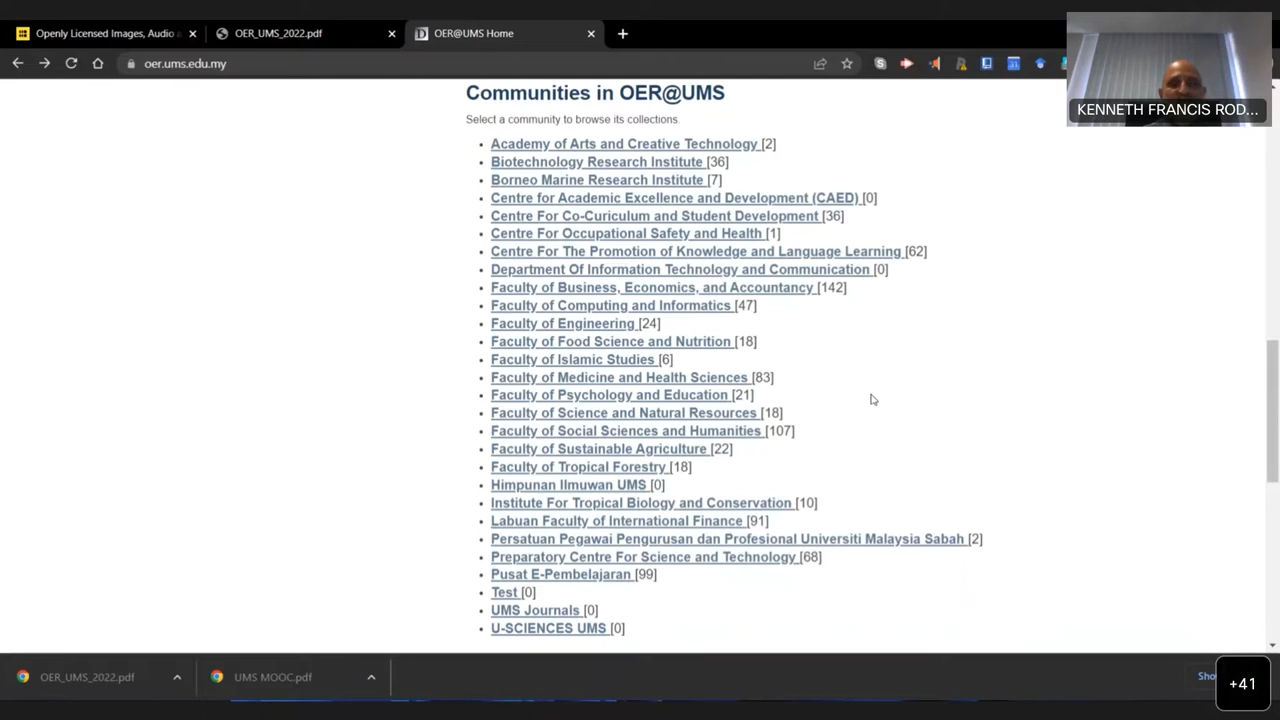 Openly Licensed Images, Audio a
OER_UMS_2022.pdf
OER@UMS Home
oer.ums.edu.my
KENNETH FRANCIS ROD...
Communities in OER@UMS
Select a community to browse its collections.
Academy of Arts and Creative Technology [2]
Biotechnology Research Institute [36]
Borneo Marine Research Institute [7]
Centre for Academic Excellence and Development (CAED) [0]
Centre For Co-Curiculum and Student Development [36]
Centre For Occupational Safety and Health [1]
Centre For The Promotion of Knowledge and Language Learning [62]
Department Of Information Technology and Communication [0]
Faculty of Business, Economics, and Accountancy [142]
Faculty of Computing and Informatics [47]
Faculty of Engineering [24]
Faculty of Food Science and Nutrition [18]
Faculty of Islamic Studies [6]
Faculty of Medicine and Health Sciences [83]
Faculty of Psychology and Education [21]
Faculty of Science and Natural Resources [18]
Faculty of Social Sciences and Humanities [107]
Faculty of Sustainable Agriculture [22]
Faculty of Tropical Forestry [18]
Himpunan Ilmuwan UMS [0]
Institute For Tropical Biology and Conservation [10]
Labuan Faculty of International Finance [91]
Persatuan Pegawai Pengurusan dan Profesional Universiti Malaysia Sabah [2]
Preparatory Centre For Science and Technology [68]
Pusat E-Pembelajaran [99]
Test [0]
UMS Journals [0]
U-SCIENCES UMS [0]
OER_UMS_2022.pdf
UMS MOOC.pdf
Sho
+41